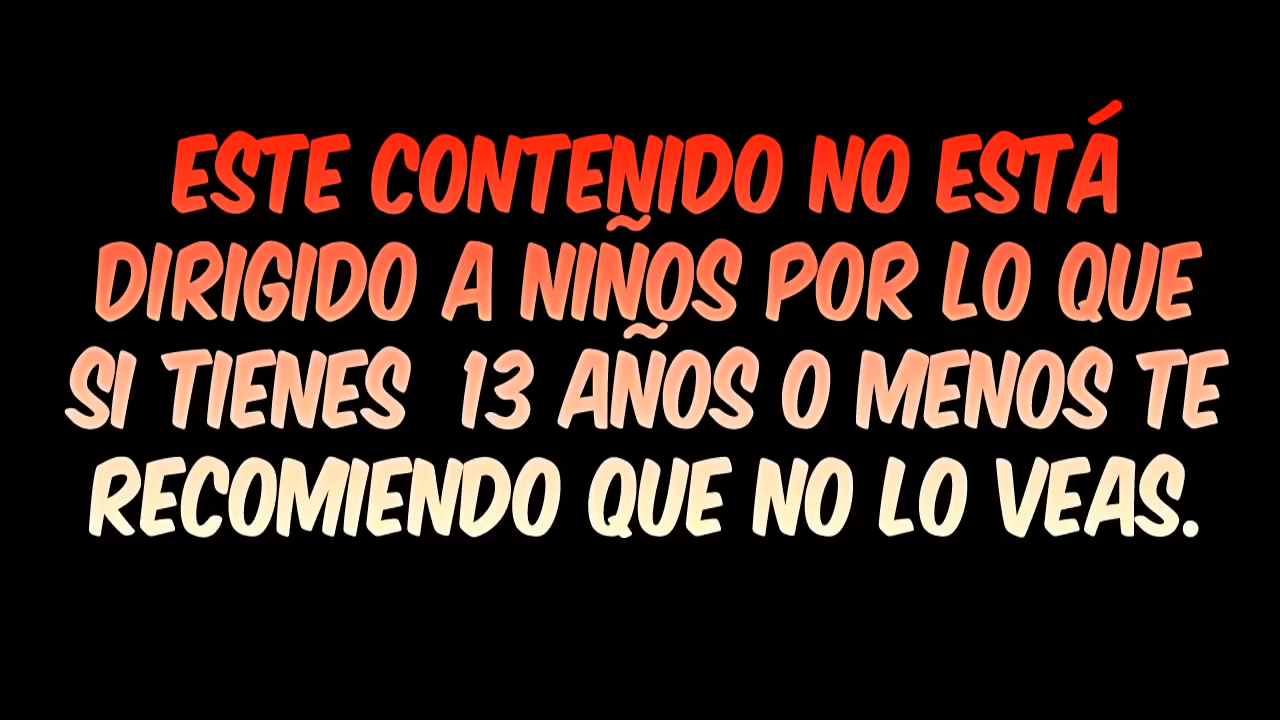 ESTE CONTENIDO NO ESTÁ
DIRIGIDO A NIÑOS POR LO QUE
SI TIENES 13 AÑOS O MENOS TE
RECOMIENDO QUE NO LO VEAS.